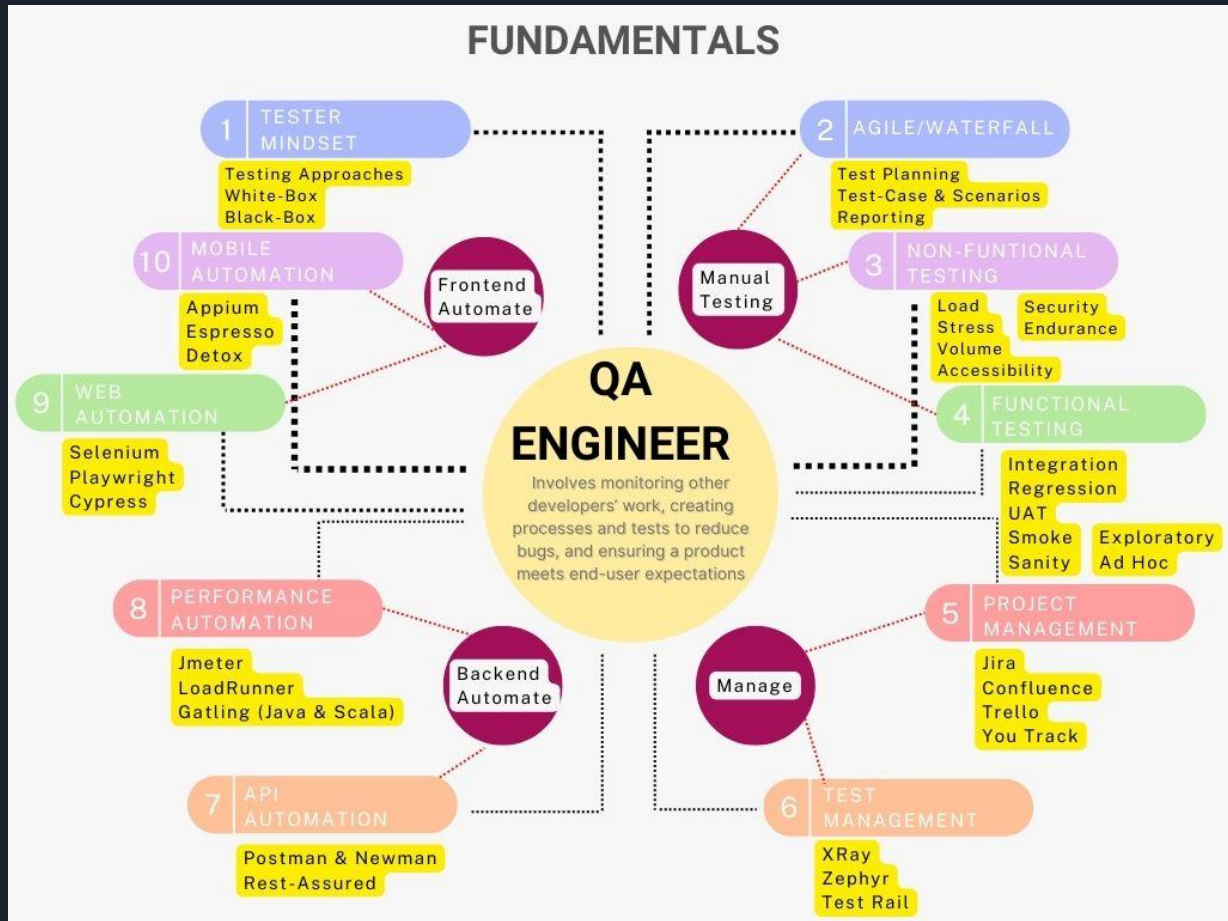 FUNDAMENTALS
1
TESTER
MINDSET
Testing Approaches
White-Box
Black-Box
2
AGILE/WATERFALL
Test Planning
Test-Case & Scenarios
Reporting
10
MOBILE
AUTOMATION
Appium
Espresso
Detox
Frontend
Automate
Manual
Testing
3
NON-FUNTIONAL
TESTING
Load
Stress
Volume
Accessibility
Security
Endurance
9
WEB
AUTOMATION
Selenium
Playwright
Cypress
QA
ENGINEER
Involves monitoring other
developers’ work, creating
processes and tests to reduce
bugs, and ensuring a product
meets end-user expectations
4
FUNCTIONAL
TESTING
Integration
Regression
UAT
Smoke
Sanity
Exploratory
Ad Hoc
8
PERFORMANCE
AUTOMATION
Jmeter
LoadRunner
Gatling (Java & Scala)
Backend
Automate
Manage
5
PROJECT
MANAGEMENT
Jira
Confluence
Trello
You Track
7
API
AUTOMATION
Postman & Newman
Rest-Assured
6
TEST
MANAGEMENT
XRay
Zephyr
Test Rail